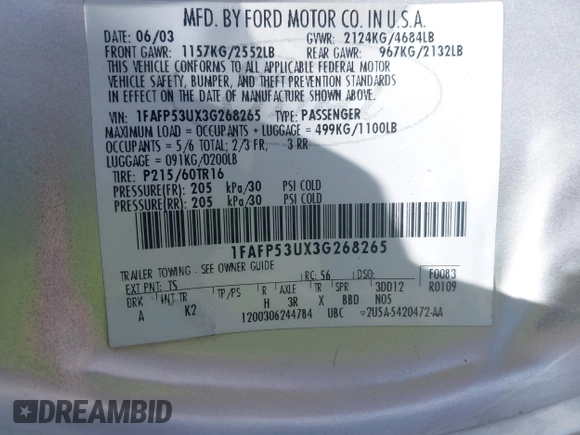 MFD. BY FORD MOTOR CO. IN U.S.A.
DATE: 06/03 GVWR: 2124KG/4684LB
FRONT GAWR: 1157KG/2552LB REAR GAWR: 967KG/2132LB
THIS VEHICLE CONFORMS TO ALL APPLICABLE FEDERAL MOTOR
VEHICLE SAFETY, BUMPER, AND THEFT PREVENTION STANDARDS
IN EFFECT ON THE DATE OF MANUFACTURE SHOWN ABOVE.
VIN: 1FAFP53UX3G268265 TYPE: PASSENGER
MAXIMUM LOAD = OCCUPANTS + LUGGAGE = 499KG/1100LB
OCCUPANTS = 5/6 TOTAL; 2/3 FR, 3 RR
LUGGAGE = 091KG/0200LB
TIRE: P215/60TR16
PRESSURE(FR): 205 kPa/30 PSI COLD
PRESSURE(RR): 205 kPa/30 PSI COLD
1FAFP53UX3G268265
TRAILER TOWING - SEE OWNER GUIDE
EXT PNT: TS RC: 56 DSO: F0083
BRK INT TR TP/PS R AXLE TR SPR 3DD12 R0109
A K2 H 3R X BBD N05
1200306244784 UBC 2U5A-5420472-AA
DREAMBID